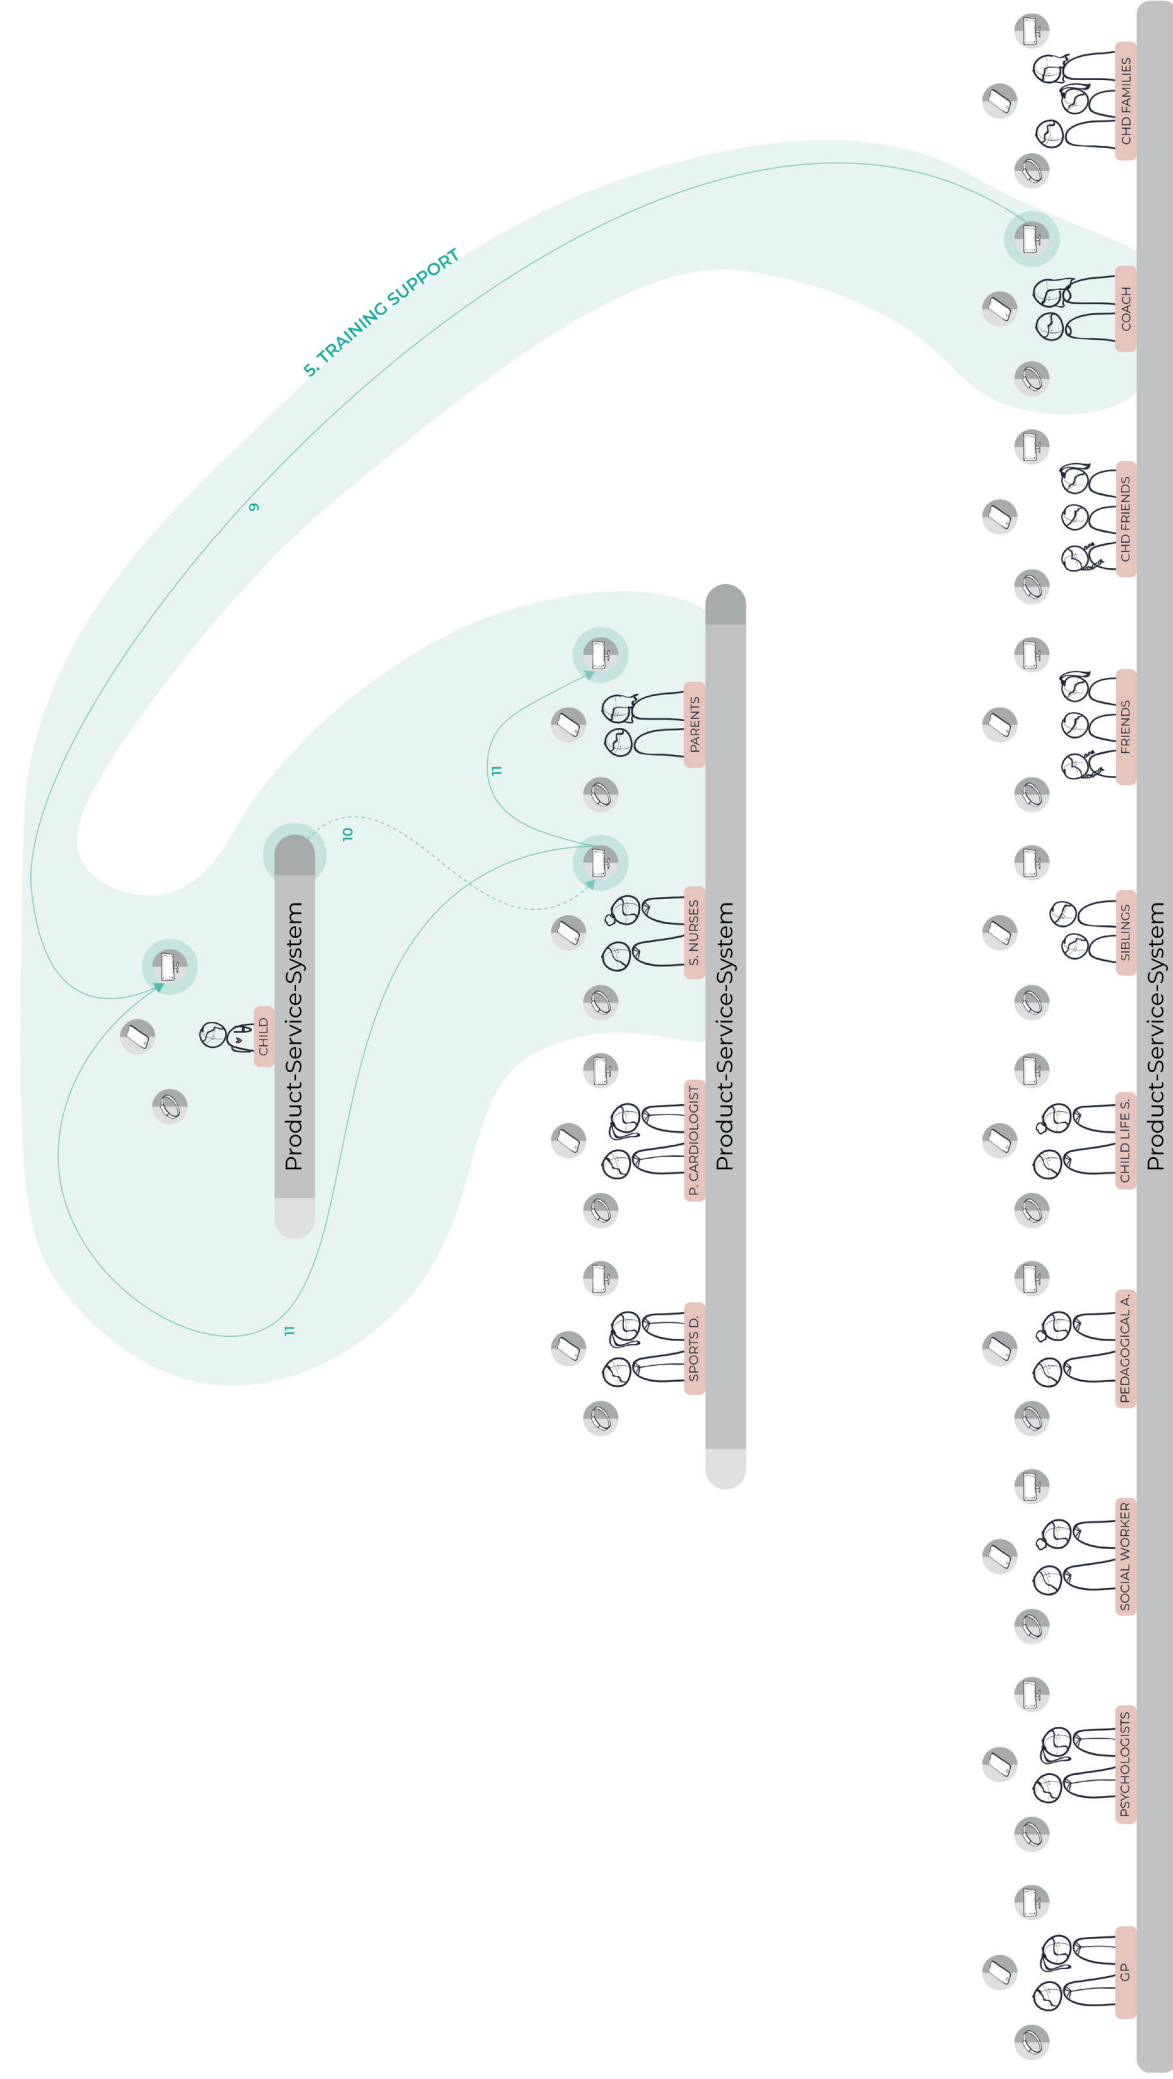 5. TRAINING SUPPORT
9
CHILD
11
Product-Service-System
10
11
SPORTS D.
P. CARDIOLOGIST
S. NURSES
PARENTS
Product-Service-System
GP
PSYCHOLOGISTS
SOCIAL WORKER
PEDAGOGICAL A.
CHILD LIFE S.
SIBLINGS
FRIENDS
CHD FRIENDS
COACH
CHD FAMILIES
Product-Service-System